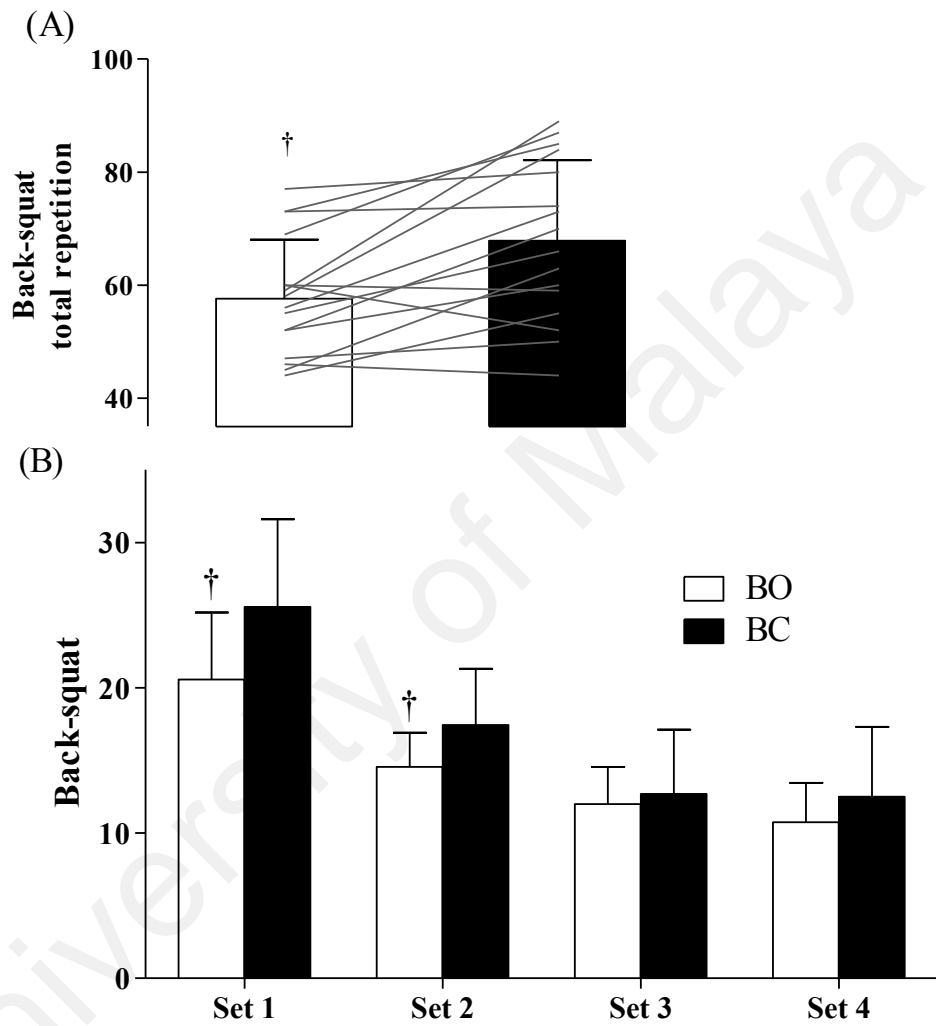 (A)
100
80
60
40
Back-squat
total repetition
†
(B)
30
20
10
0
Back-squat
†
†
BO
BC
Set 1
Set 2
Set 3
Set 4
University of Malaya